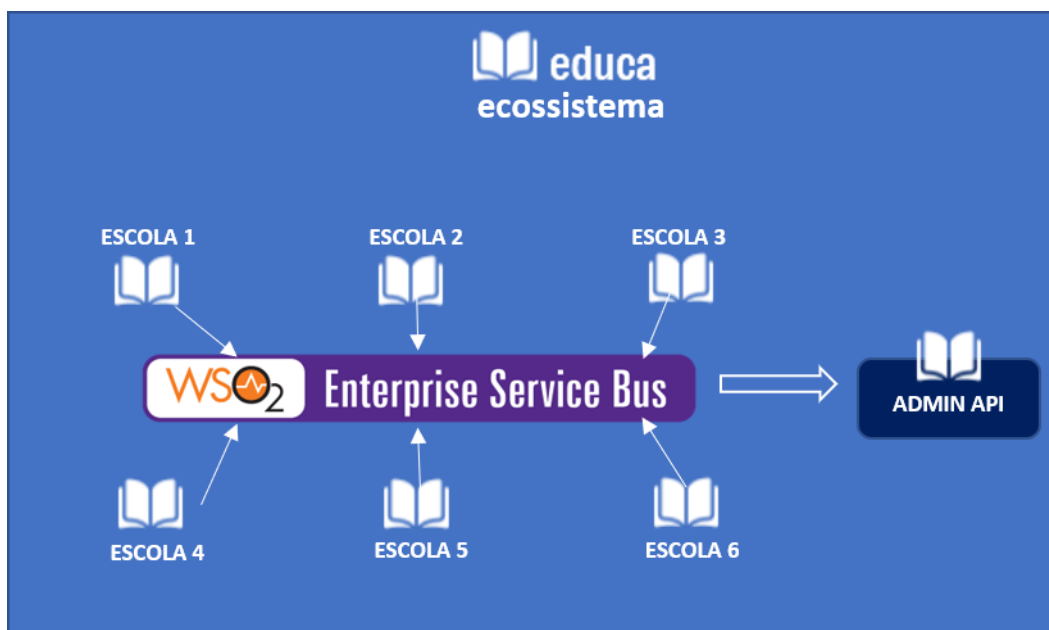 educa
ecossistema
ESCOLA 1
ESCOLA 2
ESCOLA 3
WSO2 Enterprise Service Bus
ADMIN API
ESCOLA 4
ESCOLA 5
ESCOLA 6